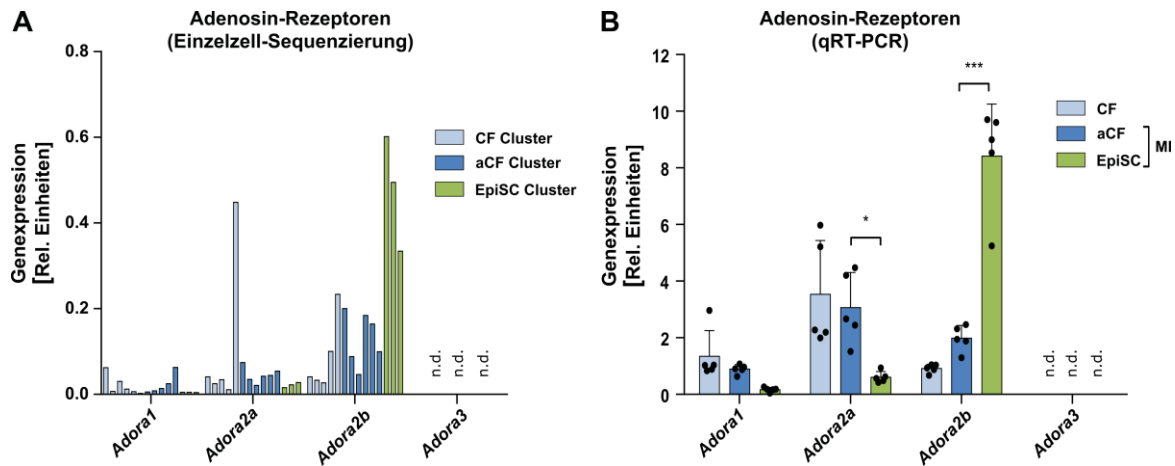 A
Adenosin-Rezeptoren
(Einzelzell-Sequenzierung)
Genexpression
[Rel. Einheiten]
0.8
0.6
0.4
0.2
0.0
CF Cluster
aCF Cluster
EpiSC Cluster
n.d.
n.d.
n.d.
Adora1
Adora2a
Adora2b
Adora3
B
Adenosin-Rezeptoren
(qRT-PCR)
Genexpression
[Rel. Einheiten]
12
10
8
6
4
2
0
*
***
CF
aCF
EpiSC
MI
n.d.
n.d.
n.d.
Adora1
Adora2a
Adora2b
Adora3